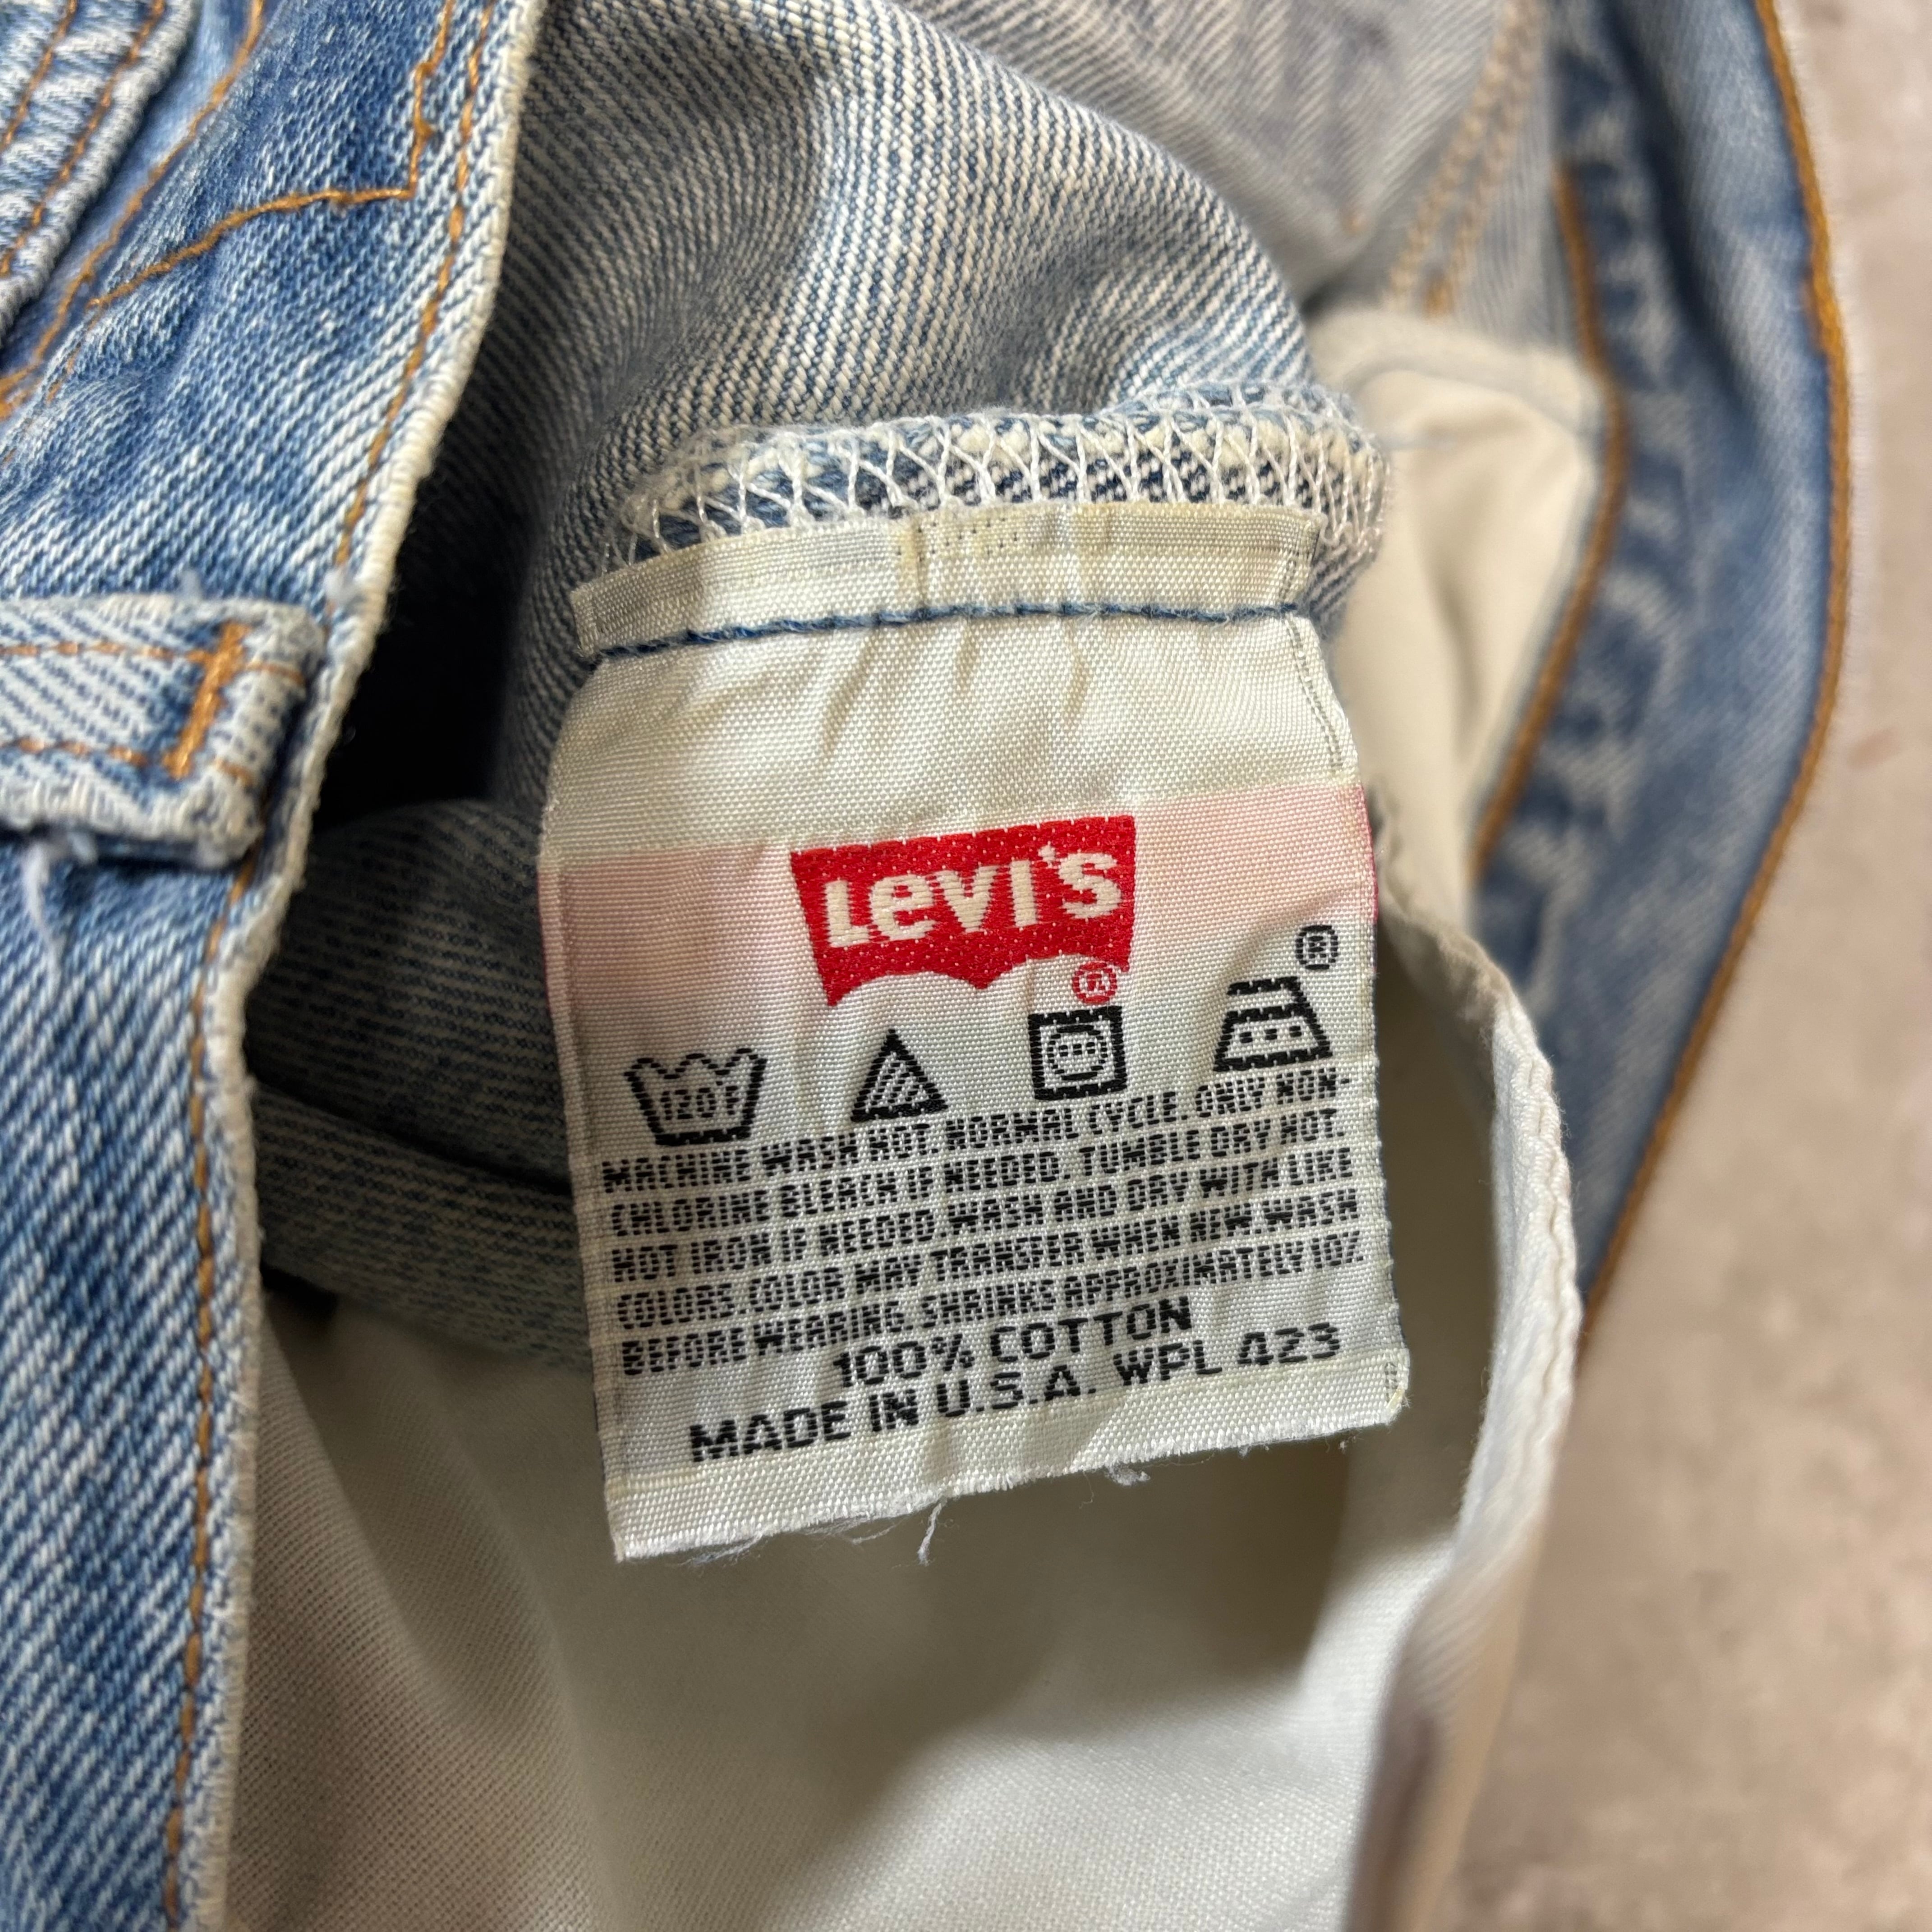 Levi's
®
®
120F
MACHINE WASH HOT. NORMAL CYCLE. ONLY NON-
CHLORINE BLEACH IF NEEDED. TUMBLE DRY HOT.
HOT IRON IF NEEDED. WASH AND DRY WITH LIKE
COLORS. COLOR MAY TRANSFER WHEN NEW. WASH
BEFORE WEARING. SHRINKS APPROXIMATELY 10%
100% COTTON
MADE IN U.S.A. WPL 423